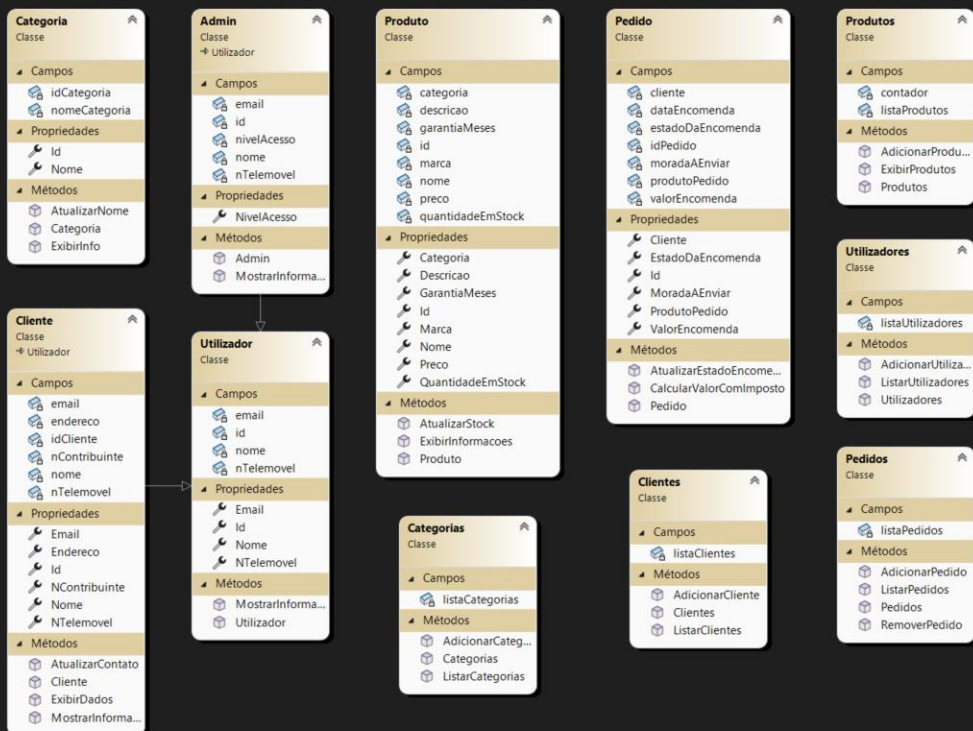 Categoria
Classe
Campos
idCategoria
nomeCategoria
Propriedades
Id
Nome
Métodos
AtualizarNome
Categoria
ExibirInfo
Admin
Classe
Utilizador
Campos
email
id
nivelAcesso
nome
nTelemovel
Propriedades
NivelAcesso
Métodos
Admin
MostrarInforma...
Produto
Classe
Campos
categoria
descricao
garantiaMeses
id
marca
nome
preco
quantidadeEmStock
Propriedades
Categoria
Descricao
GarantiaMeses
Id
Marca
Nome
Preco
QuantidadeEmStock
Métodos
AtualizarStock
ExibirInformacoes
Produto
Pedido
Classe
Campos
cliente
dataEncomenda
estadoDaEncomenda
idPedido
moradaAEnviar
produtoPedido
valorEncomenda
Propriedades
Cliente
EstadoDaEncomenda
Id
MoradaAEnviar
ProdutoPedido
ValorEncomenda
Métodos
AtualizarEstadoEncome...
CalcularValorComImposto
Pedido
Produtos
Classe
Campos
contador
listaProdutos
Métodos
AdicionarProdu...
ExibirProdutos
Produtos
Utilizadores
Classe
Campos
listaUtilizadores
Métodos
AdicionarUtiliza...
ListarUtilizadores
Utilizadores
Cliente
Classe
Utilizador
Campos
email
endereco
idCliente
nContribuinte
nome
nTelemovel
Propriedades
Email
Endereco
Id
NContribuinte
Nome
NTelemovel
Métodos
AtualizarContato
Cliente
ExibirDados
MostrarInforma...
Utilizador
Classe
Campos
email
id
nome
nTelemovel
Propriedades
Email
Id
Nome
NTelemovel
Métodos
MostrarInforma...
Utilizador
Categorias
Classe
Campos
listaCategorias
Métodos
AdicionarCateg...
Categorias
ListarCategorias
Clientes
Classe
Campos
listaClientes
Métodos
AdicionarCliente
Clientes
ListarClientes
Pedidos
Classe
Campos
listaPedidos
Métodos
AdicionarPedido
ListarPedidos
Pedidos
RemoverPedido